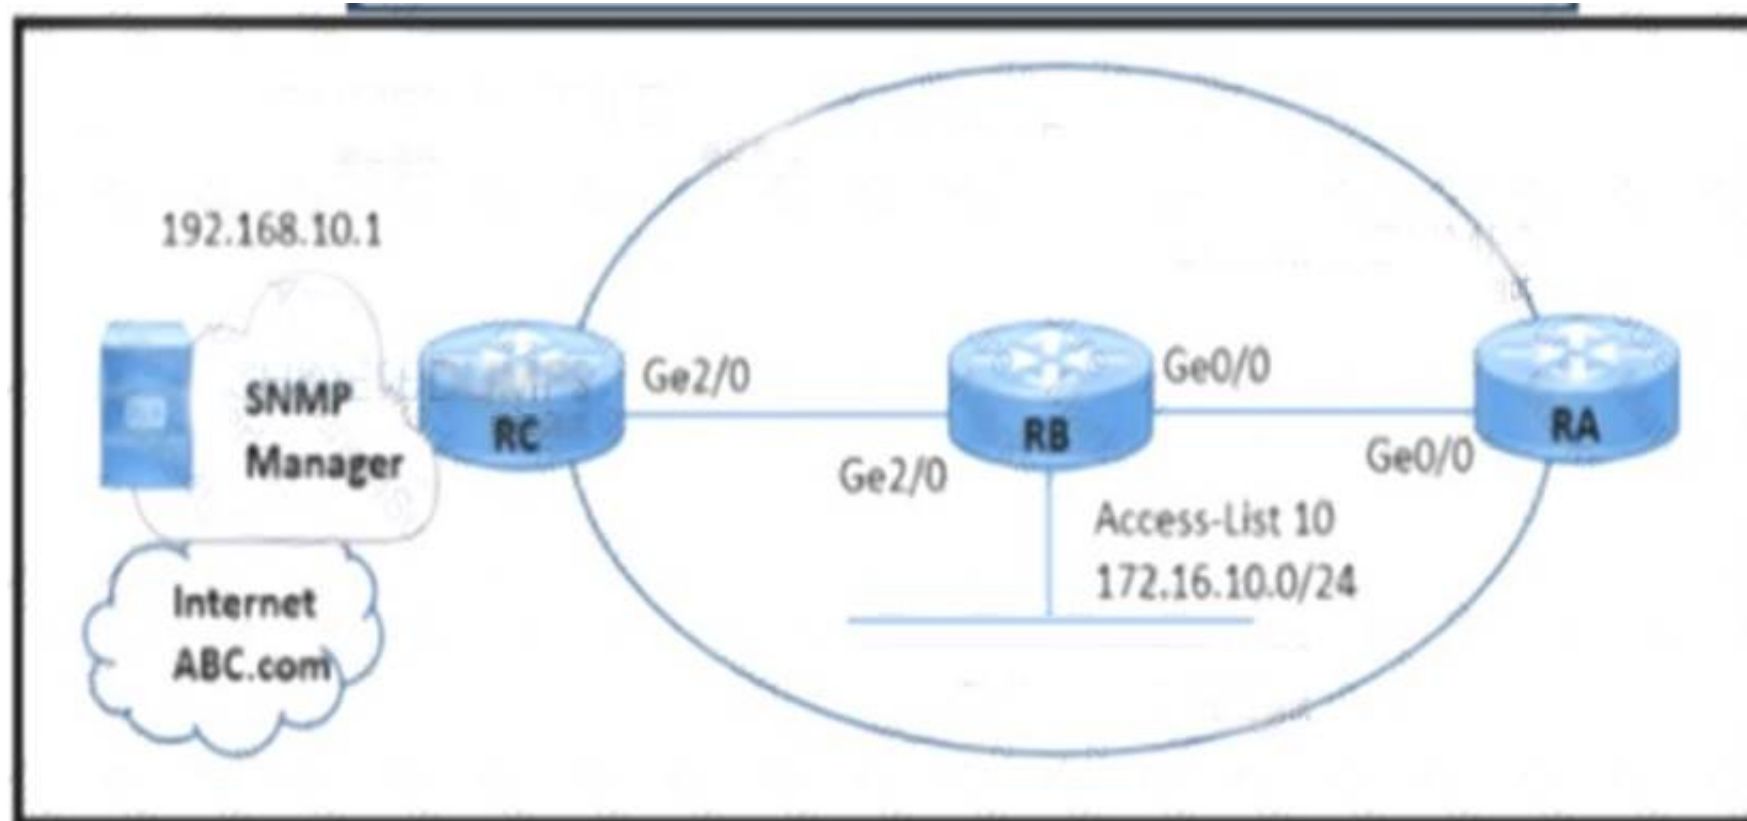 192.168.10.1
SNMP
Manager
RC
Ge2/0
Ge2/0
RB
Ge0/0
Ge0/0
RA
Access-List 10
172.16.10.0/24
Internet
ABC.com